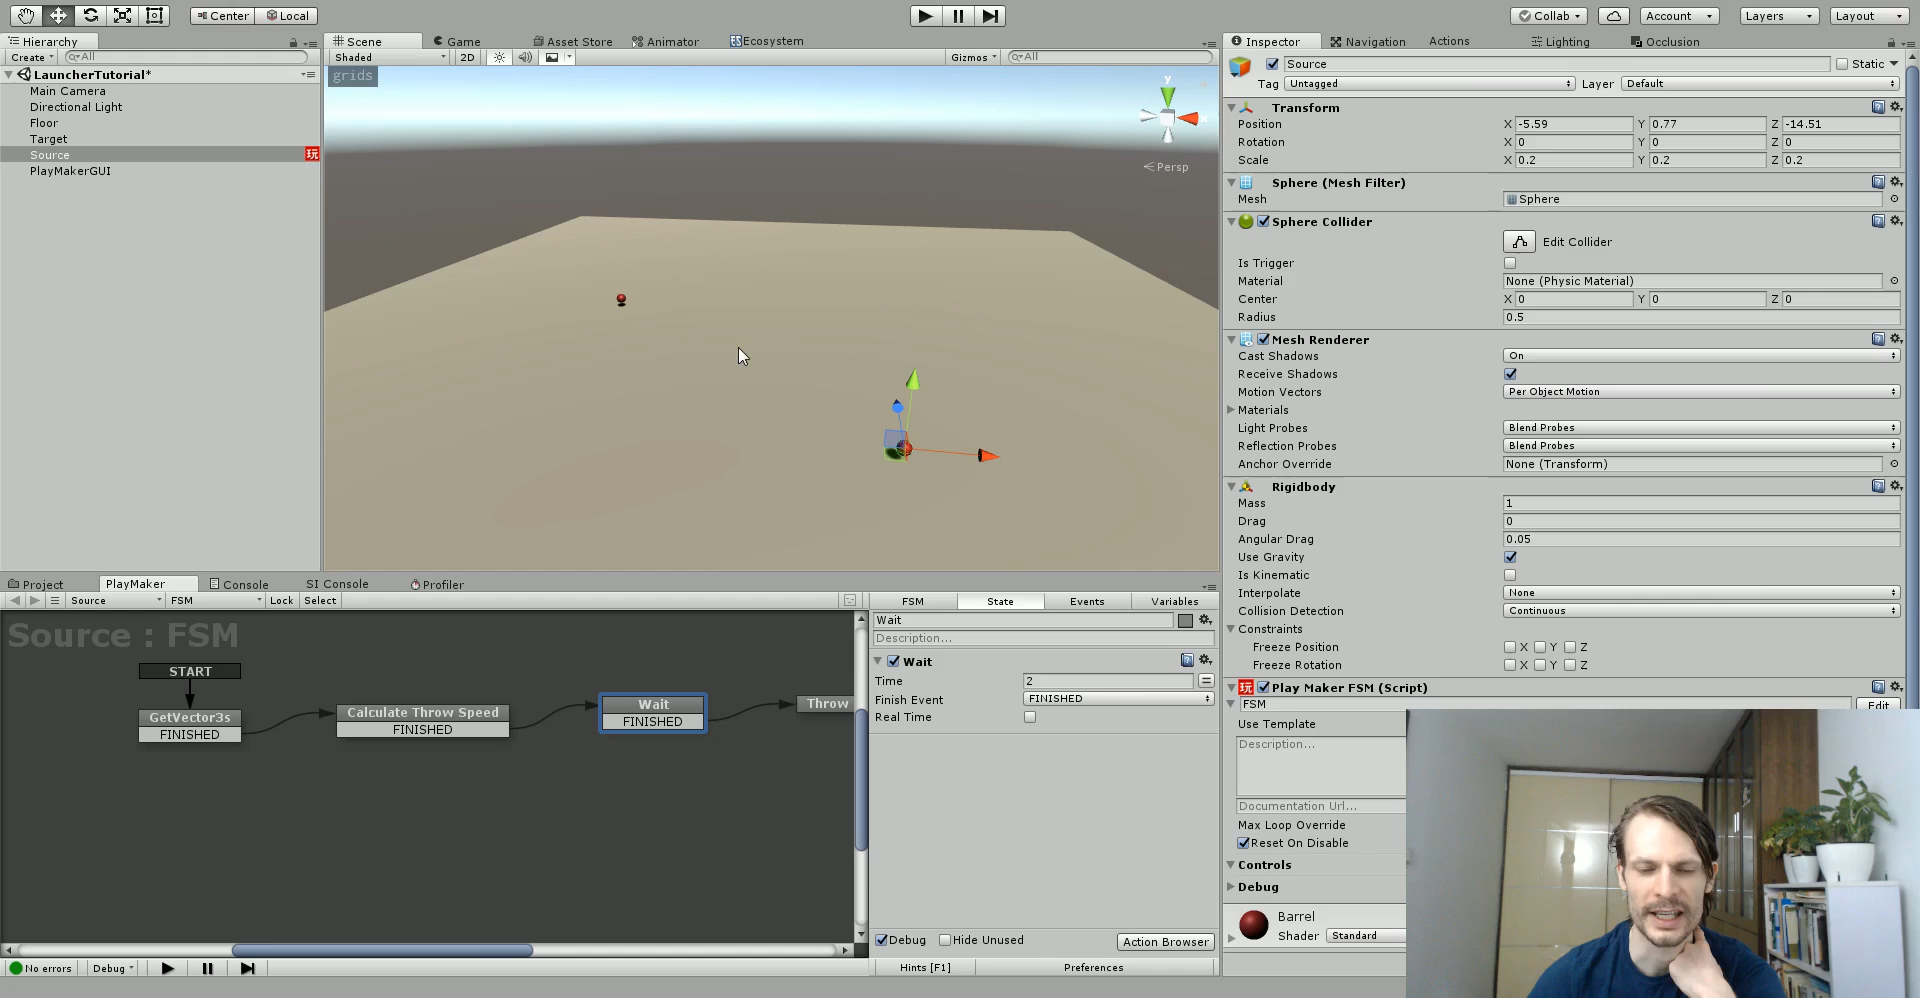 Center
Local
Collab
Account
Layers
Layout
Hierarchy
Create
All
LauncherTutorial*
Main Camera
Directional Light
Floor
Target
Source
PlayMakerGUI
Scene
Game
Asset Store
Animator
Ecosystem
Shaded
2D
Gizmos
All
grids
y
Persp
Inspector
Navigation
Actions
Lighting
Occlusion
Source
Static
Tag
Untagged
Layer
Default
Transform
Position
X -5.59 Y 0.77 Z -14.51
Rotation
X 0 Y 0 Z 0
Scale
X 0.2 Y 0.2 Z 0.2
Sphere (Mesh Filter)
Mesh
Sphere
Sphere Collider
Edit Collider
Is Trigger
Material
None (Physic Material)
Center
X 0 Y 0 Z 0
Radius
0.5
Mesh Renderer
Cast Shadows
On
Receive Shadows
Motion Vectors
Per Object Motion
Materials
Light Probes
Blend Probes
Reflection Probes
Blend Probes
Anchor Override
None (Transform)
Rigidbody
Mass
1
Drag
0
Angular Drag
0.05
Use Gravity
Is Kinematic
Interpolate
None
Collision Detection
Continuous
Constraints
Freeze Position
X Y Z
Freeze Rotation
X Y Z
玩 Play Maker FSM (Script)
FSM
Edit
Use Template
Description...
Documentation Url...
Max Loop Override
Reset On Disable
Controls
Debug
Barrel
Shader
Standard
Project
PlayMaker
Console
SI Console
Profiler
Source
FSM
Lock
Select
Source : FSM
START
GetVector3s
FINISHED
Calculate Throw Speed
FINISHED
Wait
FINISHED
Throw
FSM
State
Events
Variables
Wait
Description...
Wait
Time
2
Finish Event
FINISHED
Real Time
Debug
Hide Unused
Action Browser
Hints [F1]
Preferences
No errors
Debug
玩